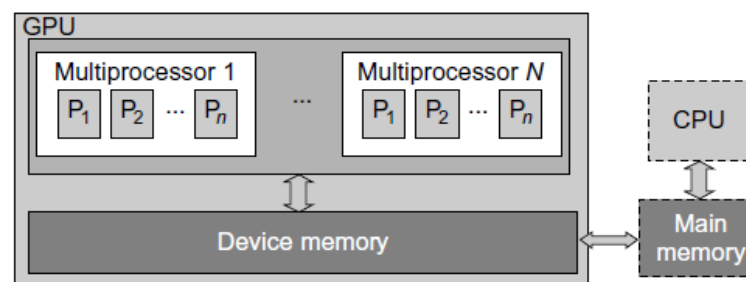 GPU
Multiprocessor 1
P1 P2 ... Pn
...
Multiprocessor N
P1 P2 ... Pn
CPU
Device memory
Main
memory